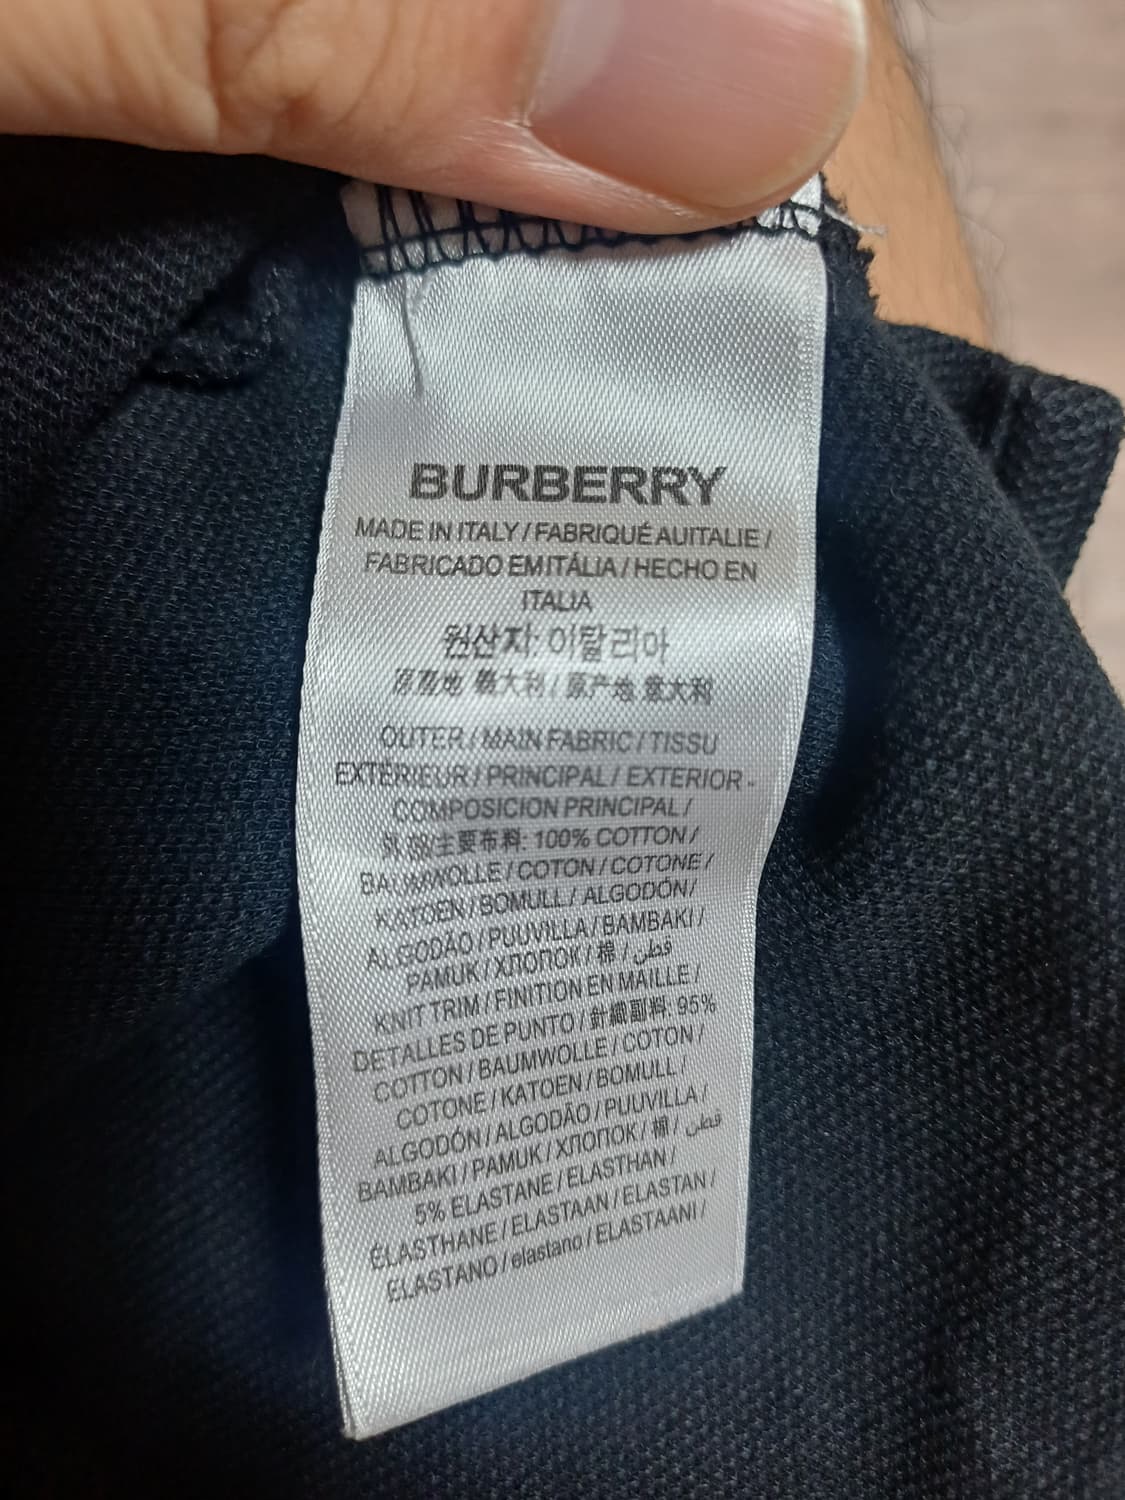 BURBERRY
MADE IN ITALY / FABRIQUÉ AUITALIE /
FABRICADO EM ITÁLIA / HECHO EN
ITALIA
원산지: 이탈리아
原產地 義大利 / 原产地 意大利
OUTER / MAIN FABRIC / TISSU
EXTÉRIEUR / PRINCIPAL / EXTERIOR -
COMPOSICION PRINCIPAL /
主要布料: 100% COTTON /
BAUMWOLLE / COTON / COTONE /
KATOEN / BOMULL / ALGODÓN /
ALGODÃO / PUUVILLA / BAMBAKI /
PAMUK / ХЛОПОК / 棉 / قطن
KNIT TRIM / FINITION EN MAILLE /
DETALLES DE PUNTO / 針織副料: 95%
COTTON / BAUMWOLLE / COTON /
COTONE / KATOEN / BOMULL /
ALGODÓN / ALGODÃO / PUUVILLA /
BAMBAKI / PAMUK / ХЛОПОК / 棉 / قطن
5% ELASTANE / ELASTHAN /
ÉLASTHANE / ELASTAAN / ELASTAN /
ELASTANO / elastano / ELASTAANI /